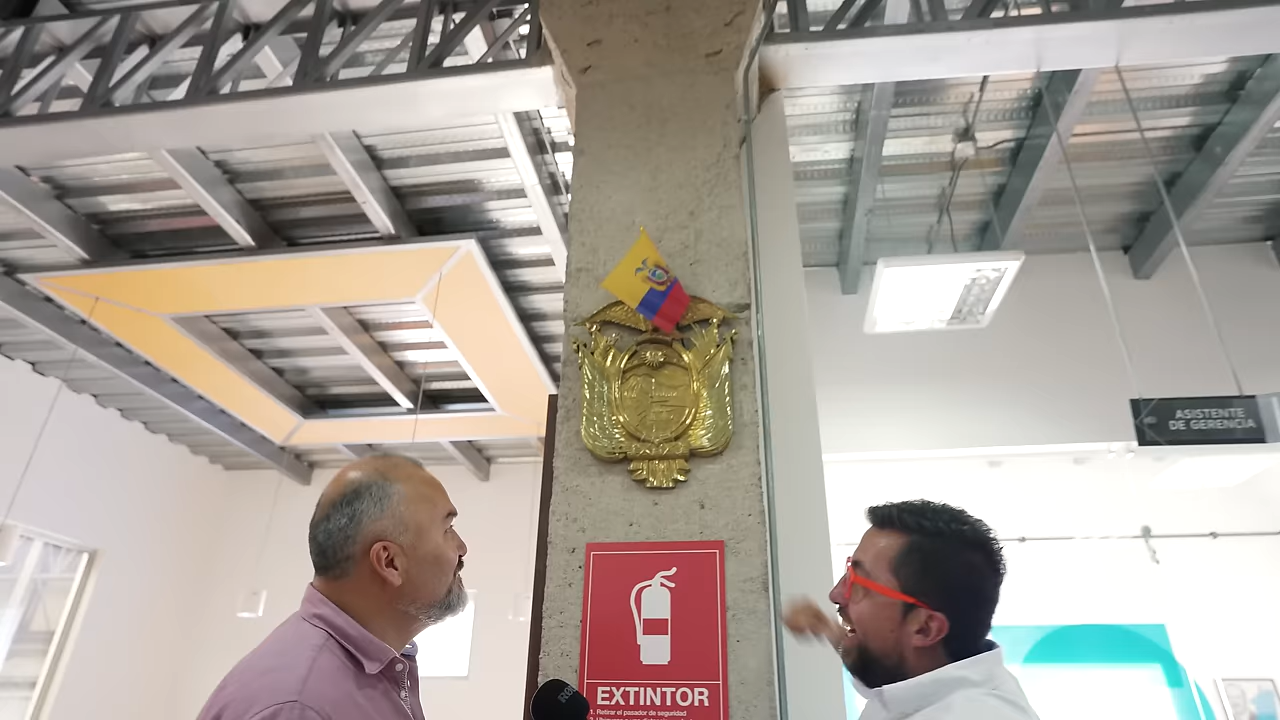 ASISTENTE
DE GERENCIA
EXTINTOR
1. Retirar el pasador de seguridad